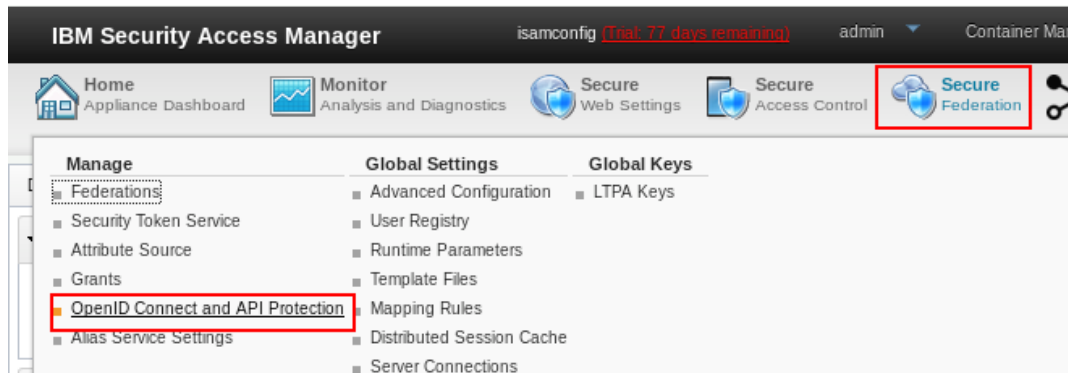 IBM Security Access Manager isamconfig (Trial: 77 days remaining) admin Container
Home Monitor Secure Secure Secure
Appliance Dashboard Analysis and Diagnostics Web Settings Access Control Federation
Manage Global Settings Global Keys
Federations Advanced Configuration LTPA Keys
Security Token Service User Registry
Attribute Source Runtime Parameters
Grants Template Files
OpenID Connect and API Protection Mapping Rules
Alias Service Settings Distributed Session Cache
Server Connections